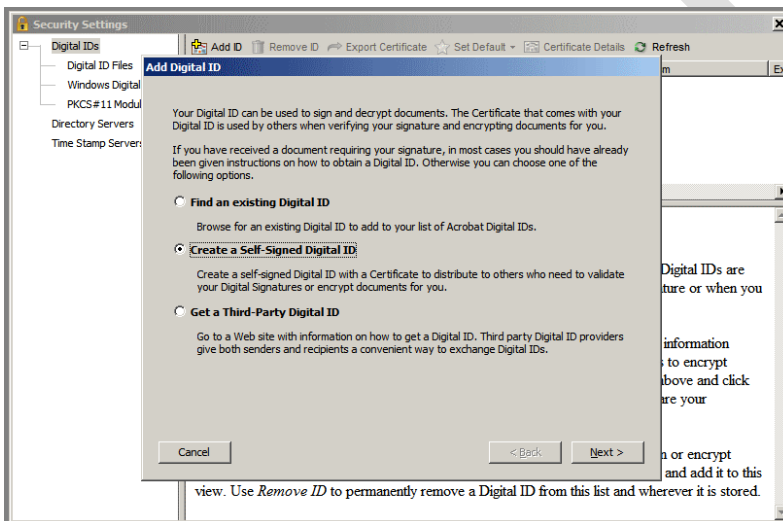 Security Settings
Digital IDs
Add ID Remove ID Export Certificate Set Default Certificate Details Refresh
Digital ID Files
Windows Digital
PKCS#11 Modul
Directory Servers
Time Stamp Servers
Add Digital ID
Your Digital ID can be used to sign and decrypt documents. The Certificate that comes with your
Digital ID is used by others when verifying your signature and encrypting documents for you.
If you have received a document requiring your signature, in most cases you should have already
been given instructions on how to obtain a Digital ID. Otherwise you can choose one of the
following options.
Find an existing Digital ID
Browse for an existing Digital ID to add to your list of Acrobat Digital IDs.
Create a Self-Signed Digital ID
Create a self-signed Digital ID with a Certificate to distribute to others who need to validate
your Digital Signatures or encrypt documents for you.
Get a Third-Party Digital ID
Go to a Web site with information on how to get a Digital ID. Third party Digital ID providers
give both senders and recipients a convenient way to exchange Digital IDs.
Cancel < Back Next >
Digital IDs are
ture or when you
information
to encrypt
above and click
are your
or encrypt
and add it to this
view. Use Remove ID to permanently remove a Digital ID from this list and wherever it is stored.